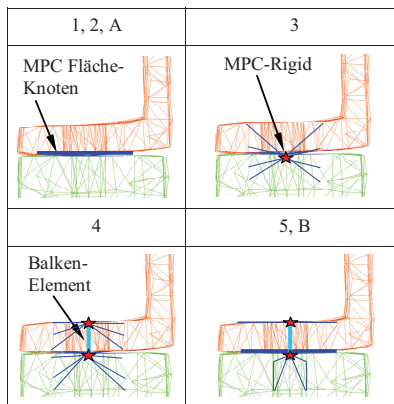 1, 2, A
3
MPC Fläche-
Knoten
MPC-Rigid
4
5, B
Balken-
Element